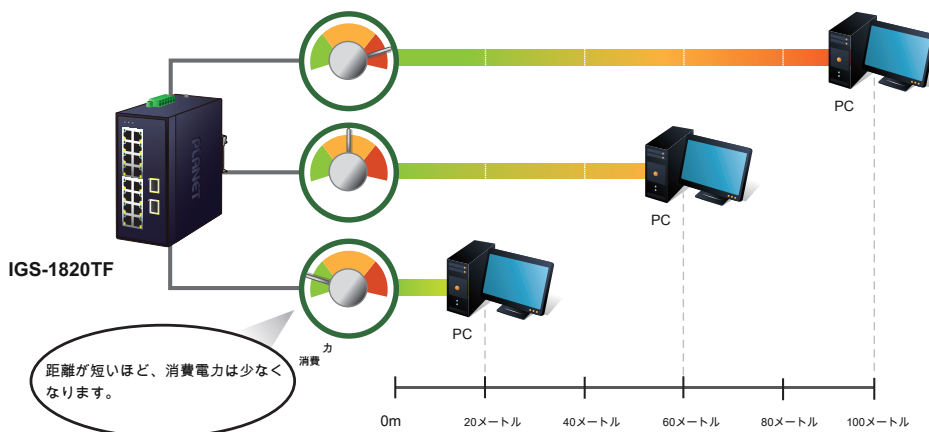 PC
PLANET
PC
IGS-1820TF
PC
力
消費
距離が短いほど、消費電力は少なく
なります。
0m 20メートル 40メートル 60メートル 80メートル 100メートル